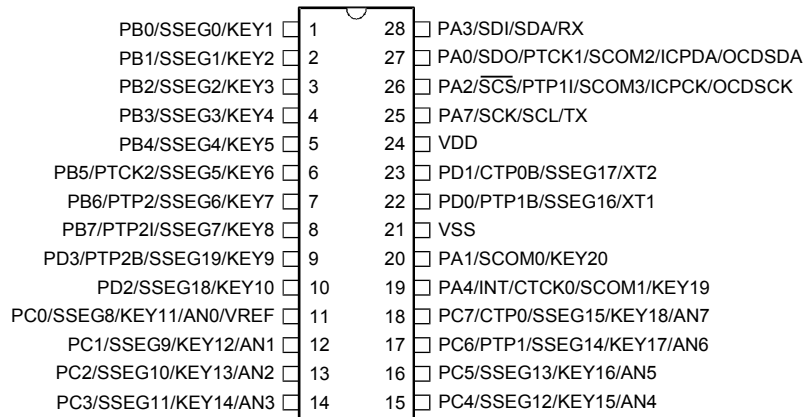 PB0/SSEG0/KEY1 1 28 PA3/SDI/SDA/RX
PB1/SSEG1/KEY2 2 27 PA0/SDO/PTCK1/SCOM2/ICPDA/OCDSDA
PB2/SSEG2/KEY3 3 26 PA2/SCS/PTP1I/SCOM3/ICPCK/OCDSCK
PB3/SSEG3/KEY4 4 25 PA7/SCK/SCL/TX
PB4/SSEG4/KEY5 5 24 VDD
PB5/PTCK2/SSEG5/KEY6 6 23 PD1/CTP0B/SSEG17/XT2
PB6/PTP2/SSEG6/KEY7 7 22 PD0/PTP1B/SSEG16/XT1
PB7/PTP2I/SSEG7/KEY8 8 21 VSS
PD3/PTP2B/SSEG19/KEY9 9 20 PA1/SCOM0/KEY20
PD2/SSEG18/KEY10 10 19 PA4/INT/CTCK0/SCOM1/KEY19
PC0/SSEG8/KEY11/AN0/VREF 11 18 PC7/CTP0/SSEG15/KEY18/AN7
PC1/SSEG9/KEY12/AN1 12 17 PC6/PTP1/SSEG14/KEY17/AN6
PC2/SSEG10/KEY13/AN2 13 16 PC5/SSEG13/KEY16/AN5
PC3/SSEG11/KEY14/AN3 14 15 PC4/SSEG12/KEY15/AN4